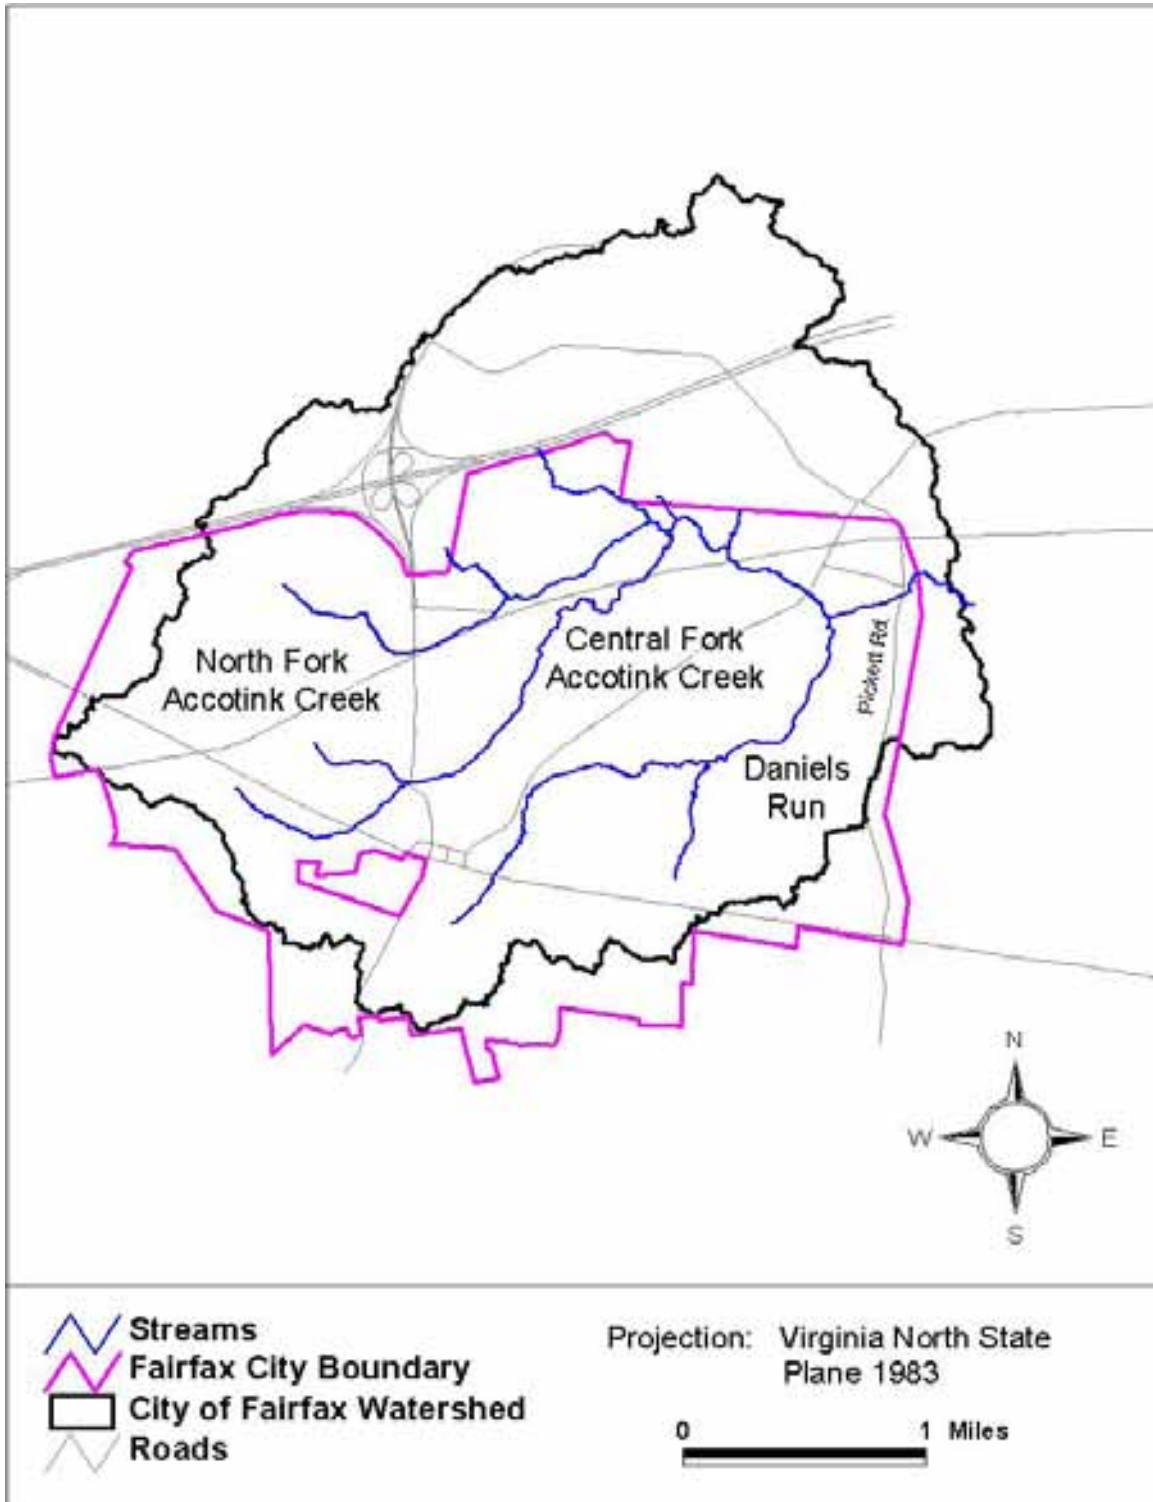 North Fork
Accotink Creek
Central Fork
Accotink Creek
Pickett Rd
Daniels
Run
N
W
E
S
Streams
Fairfax City Boundary
City of Fairfax Watershed
Roads
Projection: Virginia North State
Plane 1983
0 1 Miles